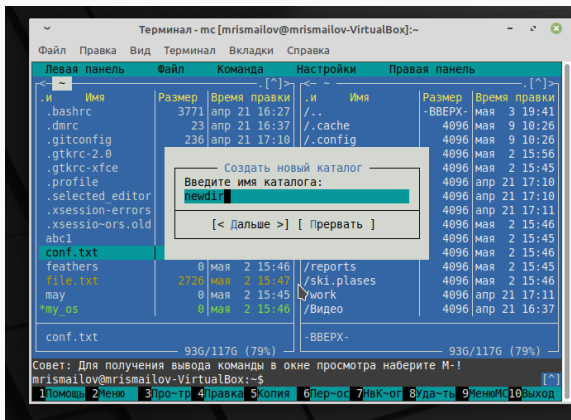 Терминал - mc [mrismailov@mrismailov-VirtualBox]:~
Файл Правка Вид Терминал Вкладки Справка
Левая панель Файл Команда Настройки Правая панель
<- ~ .[^]> <- ~ .[^]>
.и Имя Размер Время правки .и Имя Размер Время правки
.bashrc 3771 апр 21 16:27 /.. -ВВЕРХ- мая 3 19:41
.dmrc 23 апр 21 16:37 /.cache 4096 мая 9 10:26
.gitconfig 236 апр 21 17:10 /.config 4096 мая 9 10:26
.gtkrc-2.0 4096 мая 2 15:56
.gtkrc-xfce 4096 мая 2 15:45
.profile 4096 апр 21 17:10
.selected_editor 4096 апр 21 17:10
.xsession-errors 4096 апр 21 17:11
.xsessio~ors.old 4096 мая 2 15:46
abc1 4096 мая 2 15:45
conf.txt 4096 мая 2 15:46
feathers 0 мая 2 15:46 /reports 4096 мая 2 15:45
file.txt 2726 мая 2 15:47 /ski.plases 4096 мая 2 15:46
may 0 мая 2 15:45 /work 4096 апр 21 17:11
*my_os 0 мая 2 15:46 /Видео 4096 апр 21 16:37
Создать новый каталог
Введите имя каталога:
newdir
[< Дальше >] [ Прервать ]
conf.txt -ВВЕРХ-
93G/117G (79%) 93G/117G (79%)
Совет: Для получения вывода команды в окне просмотра наберите M-!
mrismailov@mrismailov-VirtualBox:~$ [^]
1Помощь 2Меню 3Про~тр 4Правка 5Копия 6Пер~ос 7НвК~ог 8Уда~ть 9МенюMC 10Выход